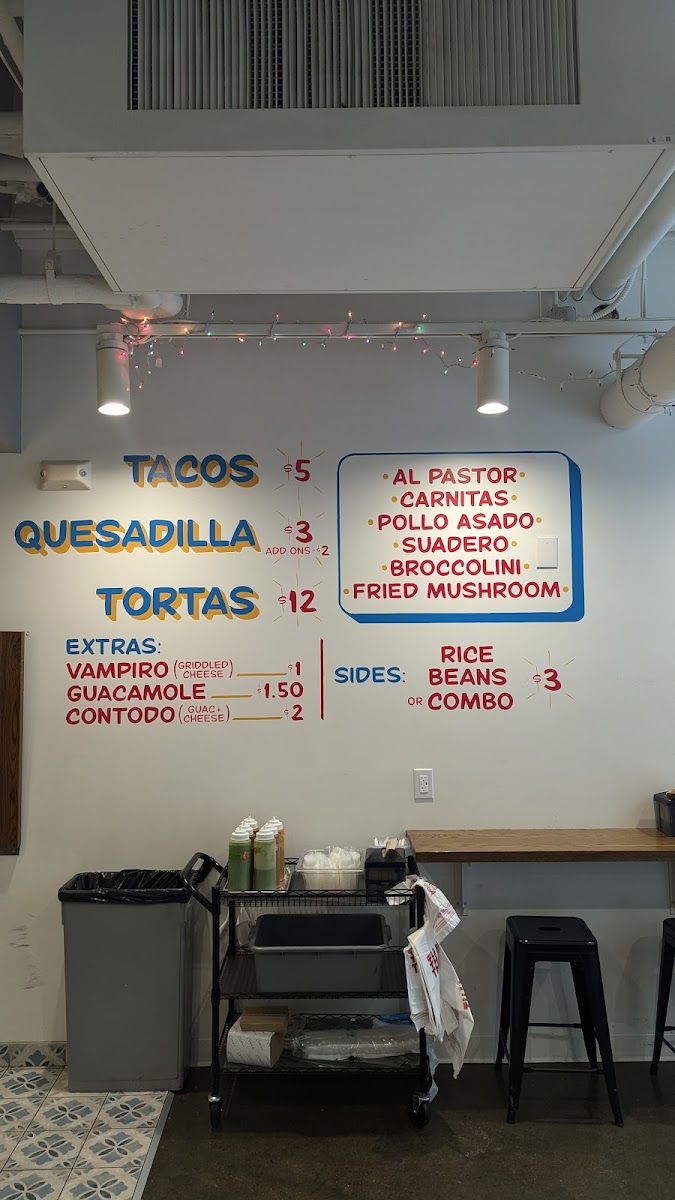 TACOS $5
QUESADILLA $3
ADD ONS · $2
TORTAS $12
· AL PASTOR ·
· CARNITAS ·
· POLLO ASADO ·
· SUADERO ·
· BROCCOLINI ·
· FRIED MUSHROOM ·
EXTRAS:
VAMPIRO (GRIDDLED CHEESE) $1
GUACAMOLE $1.50
CONTODO (GUAC + CHEESE) $2
SIDES:
RICE
BEANS
OR COMBO
$3